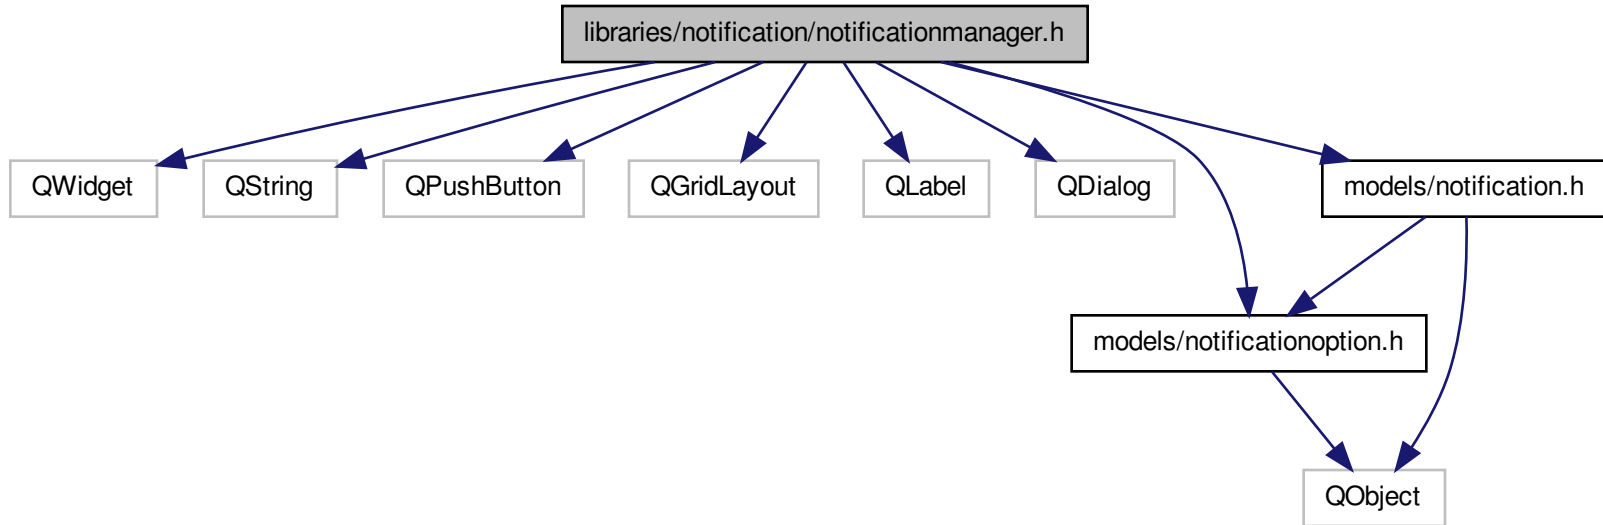 libraries/notification/notificationmanager.h
QWidget
QString
QPushButton
QGridLayout
QLabel
QDialog
models/notification.h
models/notificationoption.h
QObject